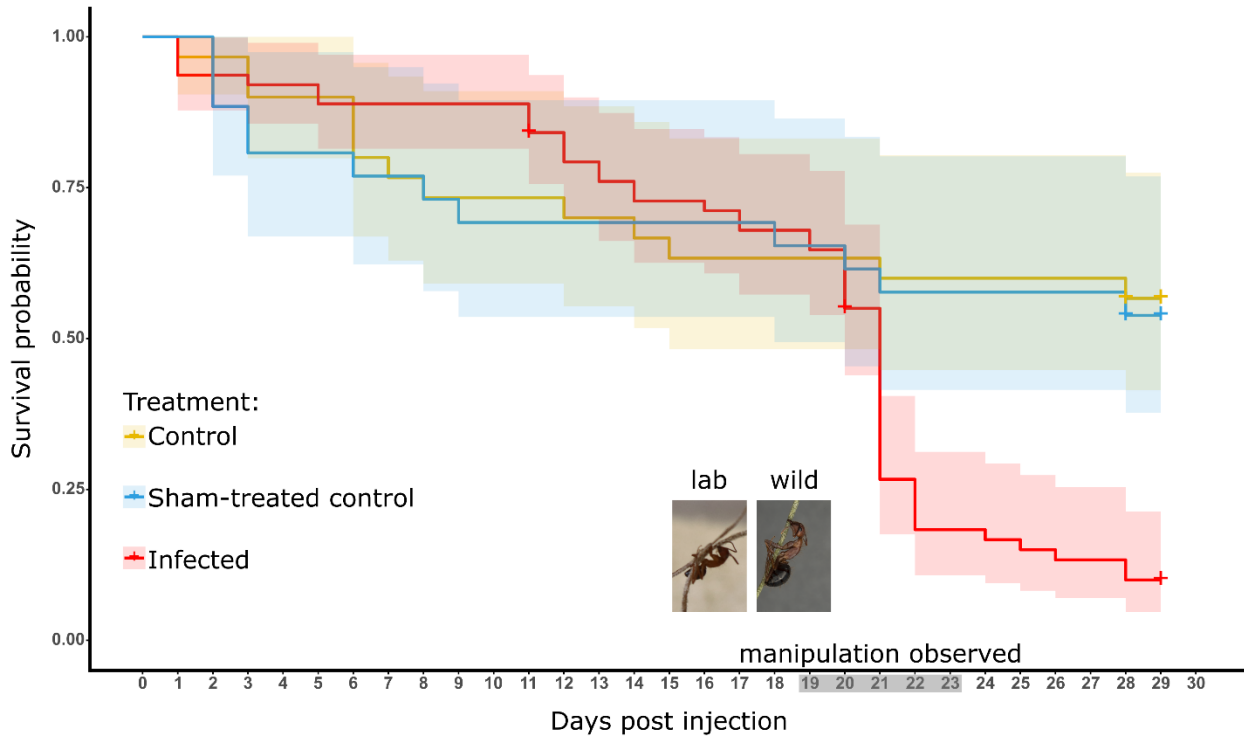 Survival probability
1.00
0.75
0.50
0.25
0.00
Treatment:
Control
Sham-treated control
Infected
lab wild
manipulation observed
0 1 2 3 4 5 6 7 8 9 10 11 12 13 14 15 16 17 18 19 20 21 22 23 24 25 26 27 28 29 30
Days post injection